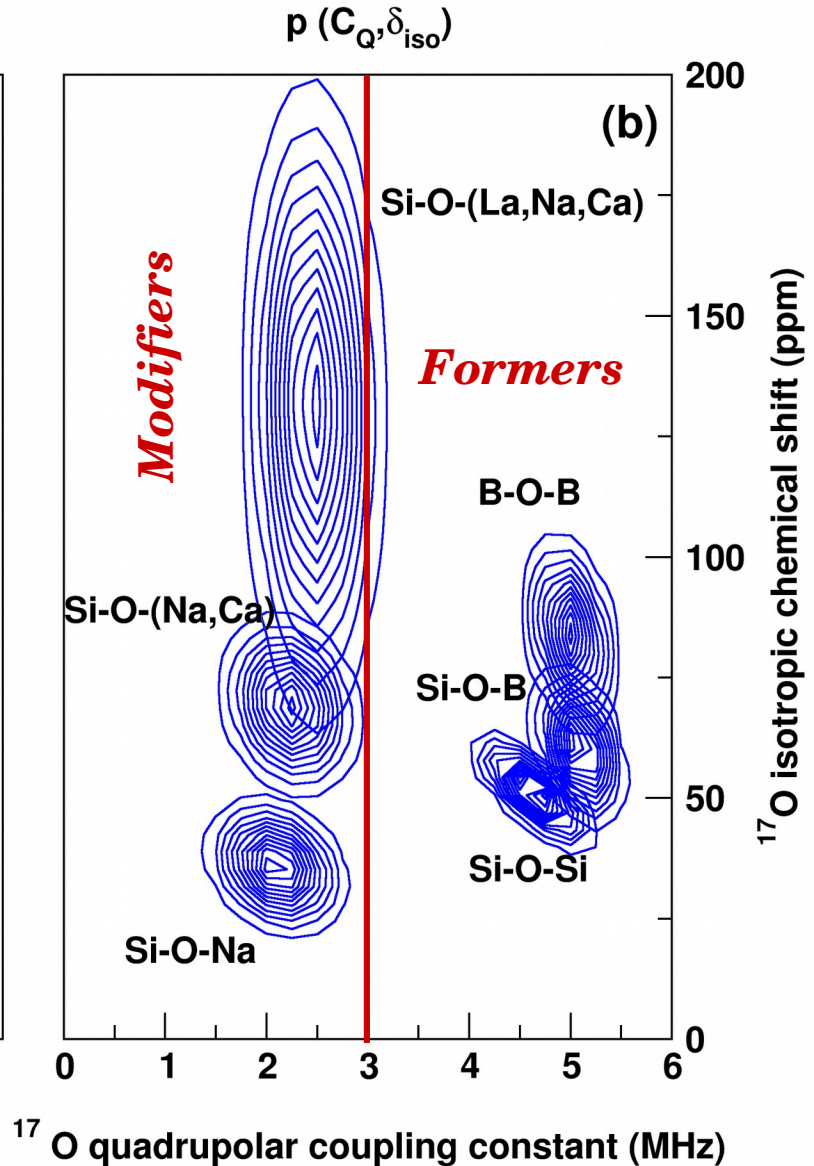 p (C_Q,δ_iso)
200
(b)
Si-O-(La,Na,Ca)
Modifiers
150
Formers
B-O-B
100
Si-O-(Na,Ca)
Si-O-B
50
Si-O-Si
Si-O-Na
0
0 1 2 3 4 5 6
17 O quadrupolar coupling constant (MHz)
17O isotropic chemical shift (ppm)